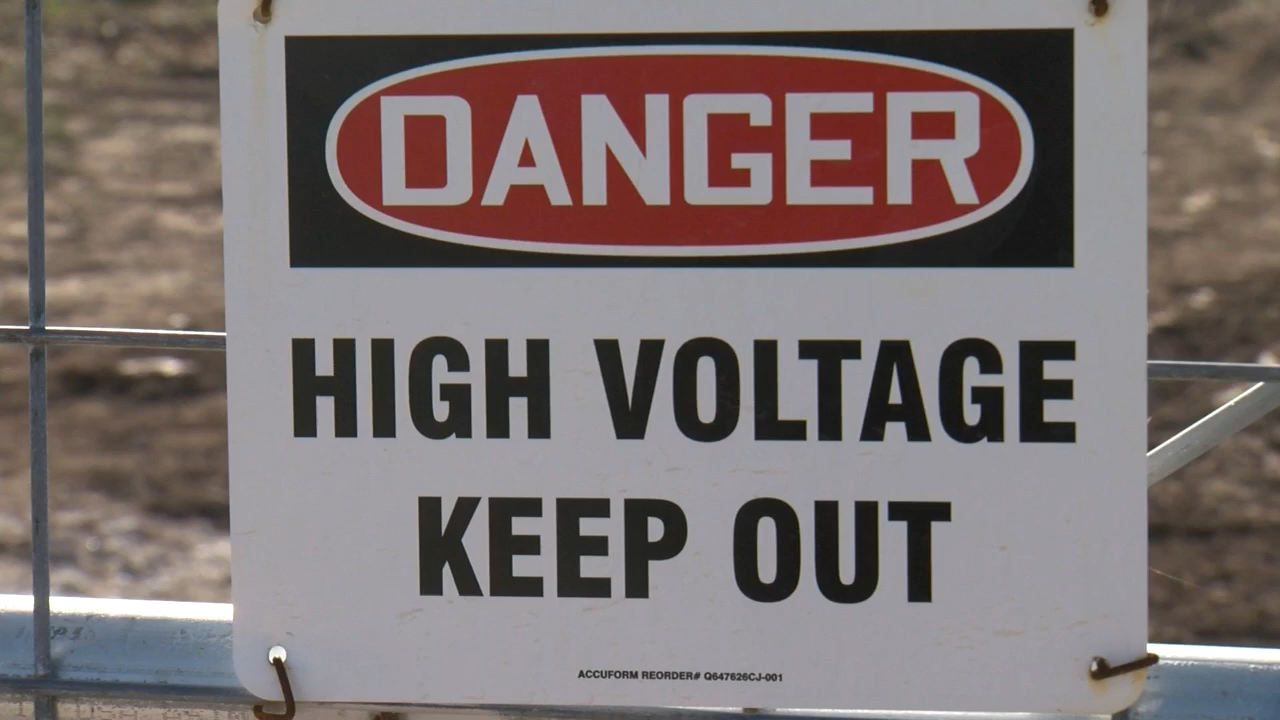 DANGER
HIGH VOLTAGE
KEEP OUT
ACCUFORM REORDER# Q647626CJ-001